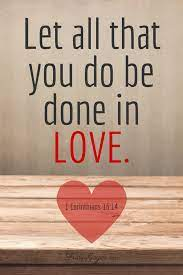 Let all that
you do be
done in
LOVE.
1 Corinthians 16:14